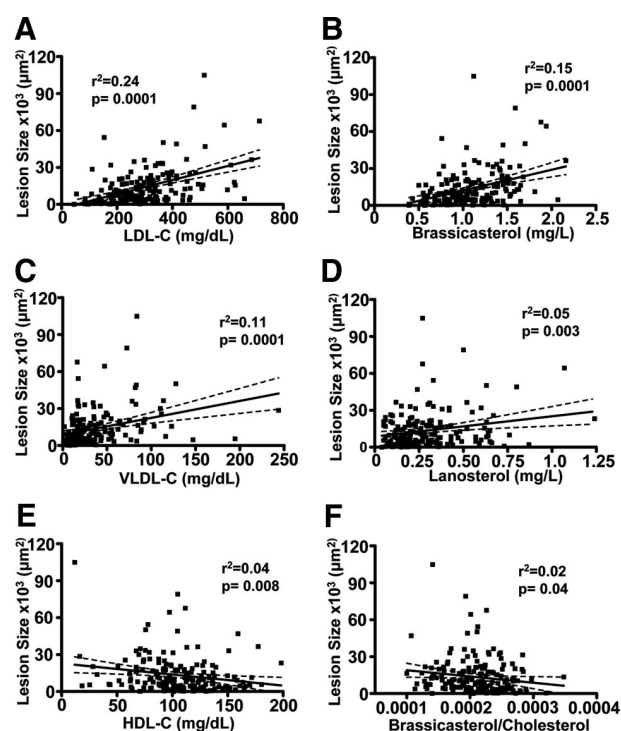 A
Lesion Size x10³ (µm²)
120
90
60
30
0
r²=0.24
p= 0.0001
0 200 400 600 800
LDL-C (mg/dL)
B
Lesion Size x10³ (µm²)
120
90
60
30
0
r²=0.15
p= 0.0001
0.0 0.5 1.0 1.5 2.0 2.5
Brassicasterol (mg/L)
C
Lesion Size x10³ (µm²)
120
90
60
30
0
r²=0.11
p= 0.0001
0 50 100 150 200 250
VLDL-C (mg/dL)
D
Lesion Size x10³ (µm²)
120
90
60
30
0
r²=0.05
p= 0.003
0.00 0.25 0.50 0.75 1.00 1.25
Lanosterol (mg/L)
E
Lesion Size x10³ (µm²)
120
90
60
30
0
r²=0.04
p= 0.008
0 50 100 150 200
HDL-C (mg/dL)
F
Lesion Size x10³ (µm²)
120
90
60
30
0
r²=0.02
p= 0.04
0.0001 0.0002 0.0003 0.0004
Brassicasterol/Cholesterol